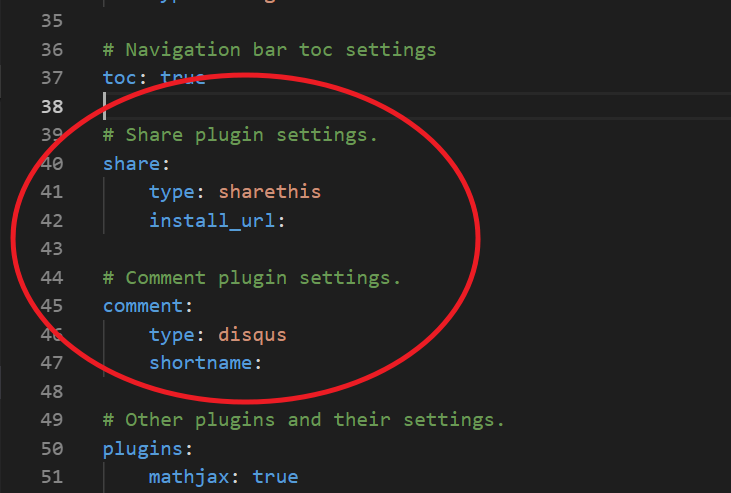 35
36 # Navigation bar toc settings
37 toc: true
38
39 # Share plugin settings.
40 share:
41     type: sharethis
42     install_url:
43
44 # Comment plugin settings.
45 comment:
46     type: disqus
47     shortname:
48
49 # Other plugins and their settings.
50 plugins:
51     mathjax: true